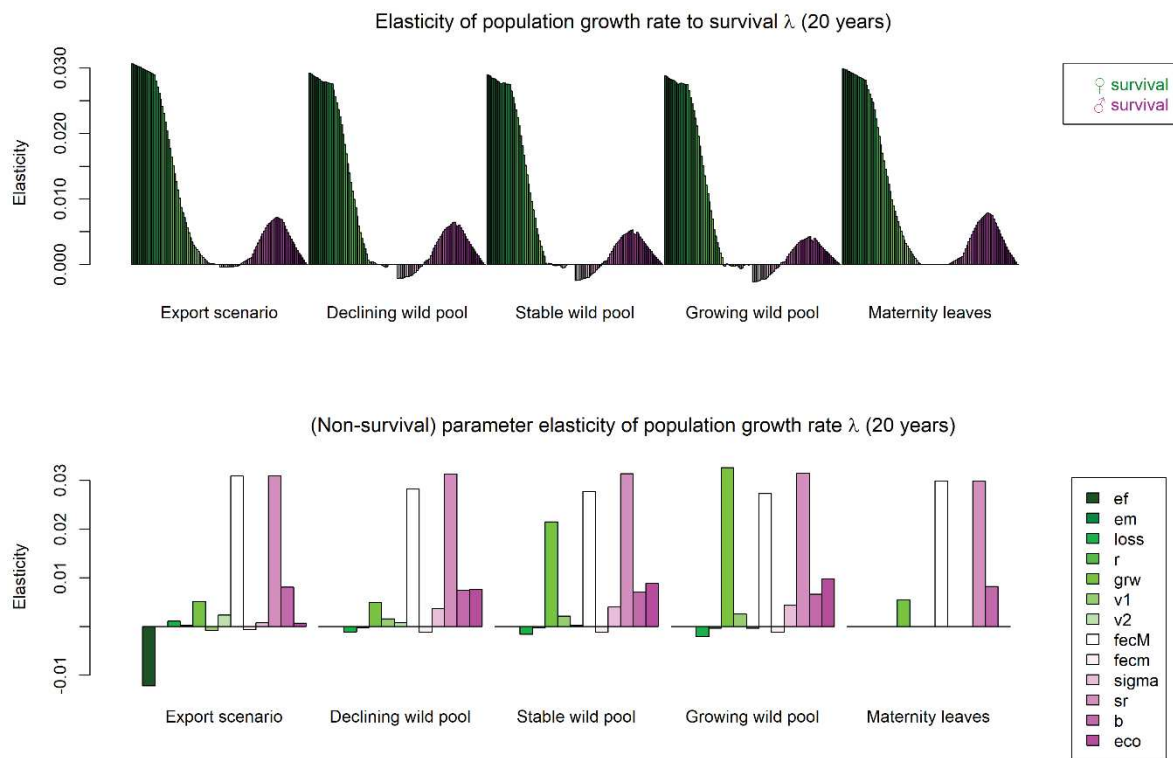 Elasticity of population growth rate to survival λ (20 years)
0.030
0.020
0.010
0.000
Elasticity
♀ survival
♂ survival
Export scenario
Declining wild pool
Stable wild pool
Growing wild pool
Maternity leaves
(Non-survival) parameter elasticity of population growth rate λ (20 years)
0.03
0.02
0.01
-0.01
Elasticity
ef
em
loss
r
grw
v1
v2
fecM
fecm
sigma
sr
b
eco
Export scenario
Declining wild pool
Stable wild pool
Growing wild pool
Maternity leaves